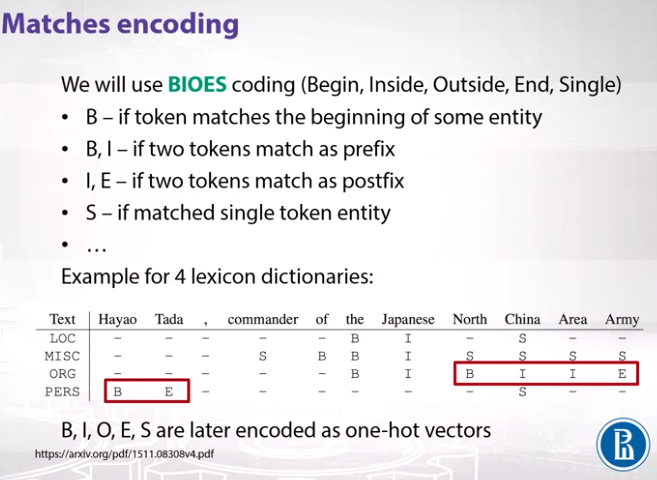 Matches encoding
We will use BIOES coding (Begin, Inside, Outside, End, Single)
• B – if token matches the beginning of some entity
• B, I – if two tokens match as prefix
• I, E – if two tokens match as postfix
• S – if matched single token entity
• …
Example for 4 lexicon dictionaries:
Text Hayao Tada , commander of the Japanese North China Area Army
LOC – – – – – B I – S – –
MISC – – – S B B I S S S S
ORG – – – – – B I B I I E
PERS B E – – – – – – S – –
B, I, O, E, S are later encoded as one-hot vectors
https://arxiv.org/pdf/1511.08308v4.pdf